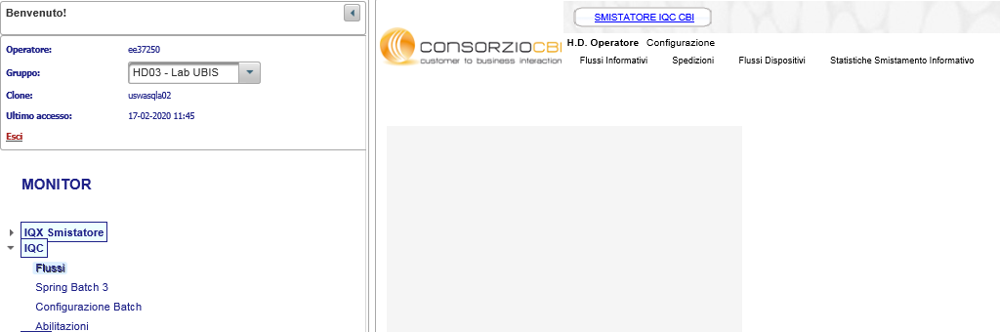 Benvenuto!
Operatore: ee37250
Gruppo: HD03 - Lab UBIS
Clone: uswasqla02
Ultimo accesso: 17-02-2020 11:45
Esci
MONITOR
IQX Smistatore
IQC
Flussi
Spring Batch 3
Configurazione Batch
Abilitazioni
SMISTATORE IQC CBI
CONSORZIOCBI
customer to business interaction
H.D. Operatore Configurazione
Flussi Informativi Spedizioni Flussi Dispositivi Statistiche Smistamento Informativo